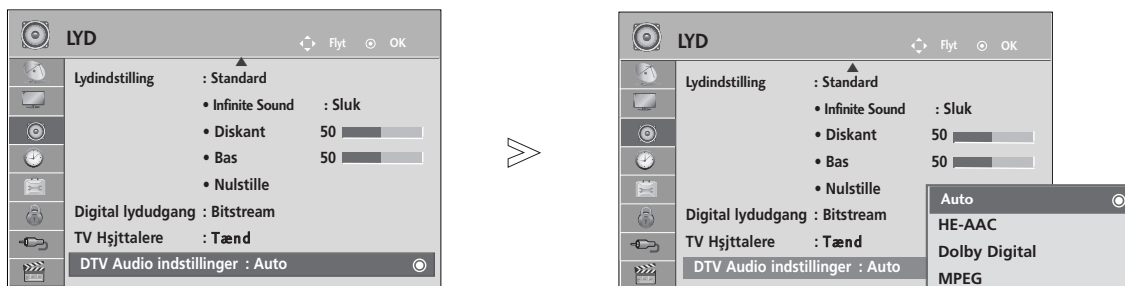 LYD
Flyt OK
Lydindstilling : Standard
• Infinite Sound : Sluk
• Diskant 50
• Bas 50
• Nulstille
Digital lydudgang : Bitstream
TV Hşjttalere : Tænd
DTV Audio indstillinger : Auto
LYD
Flyt OK
Lydindstilling : Standard
• Infinite Sound : Sluk
• Diskant 50
• Bas 50
• Nulstille
Digital lydudgang : Bitstream
TV Hşjttalere : Tænd
DTV Audio indstillinger : Auto
Auto
HE-AAC
Dolby Digital
MPEG